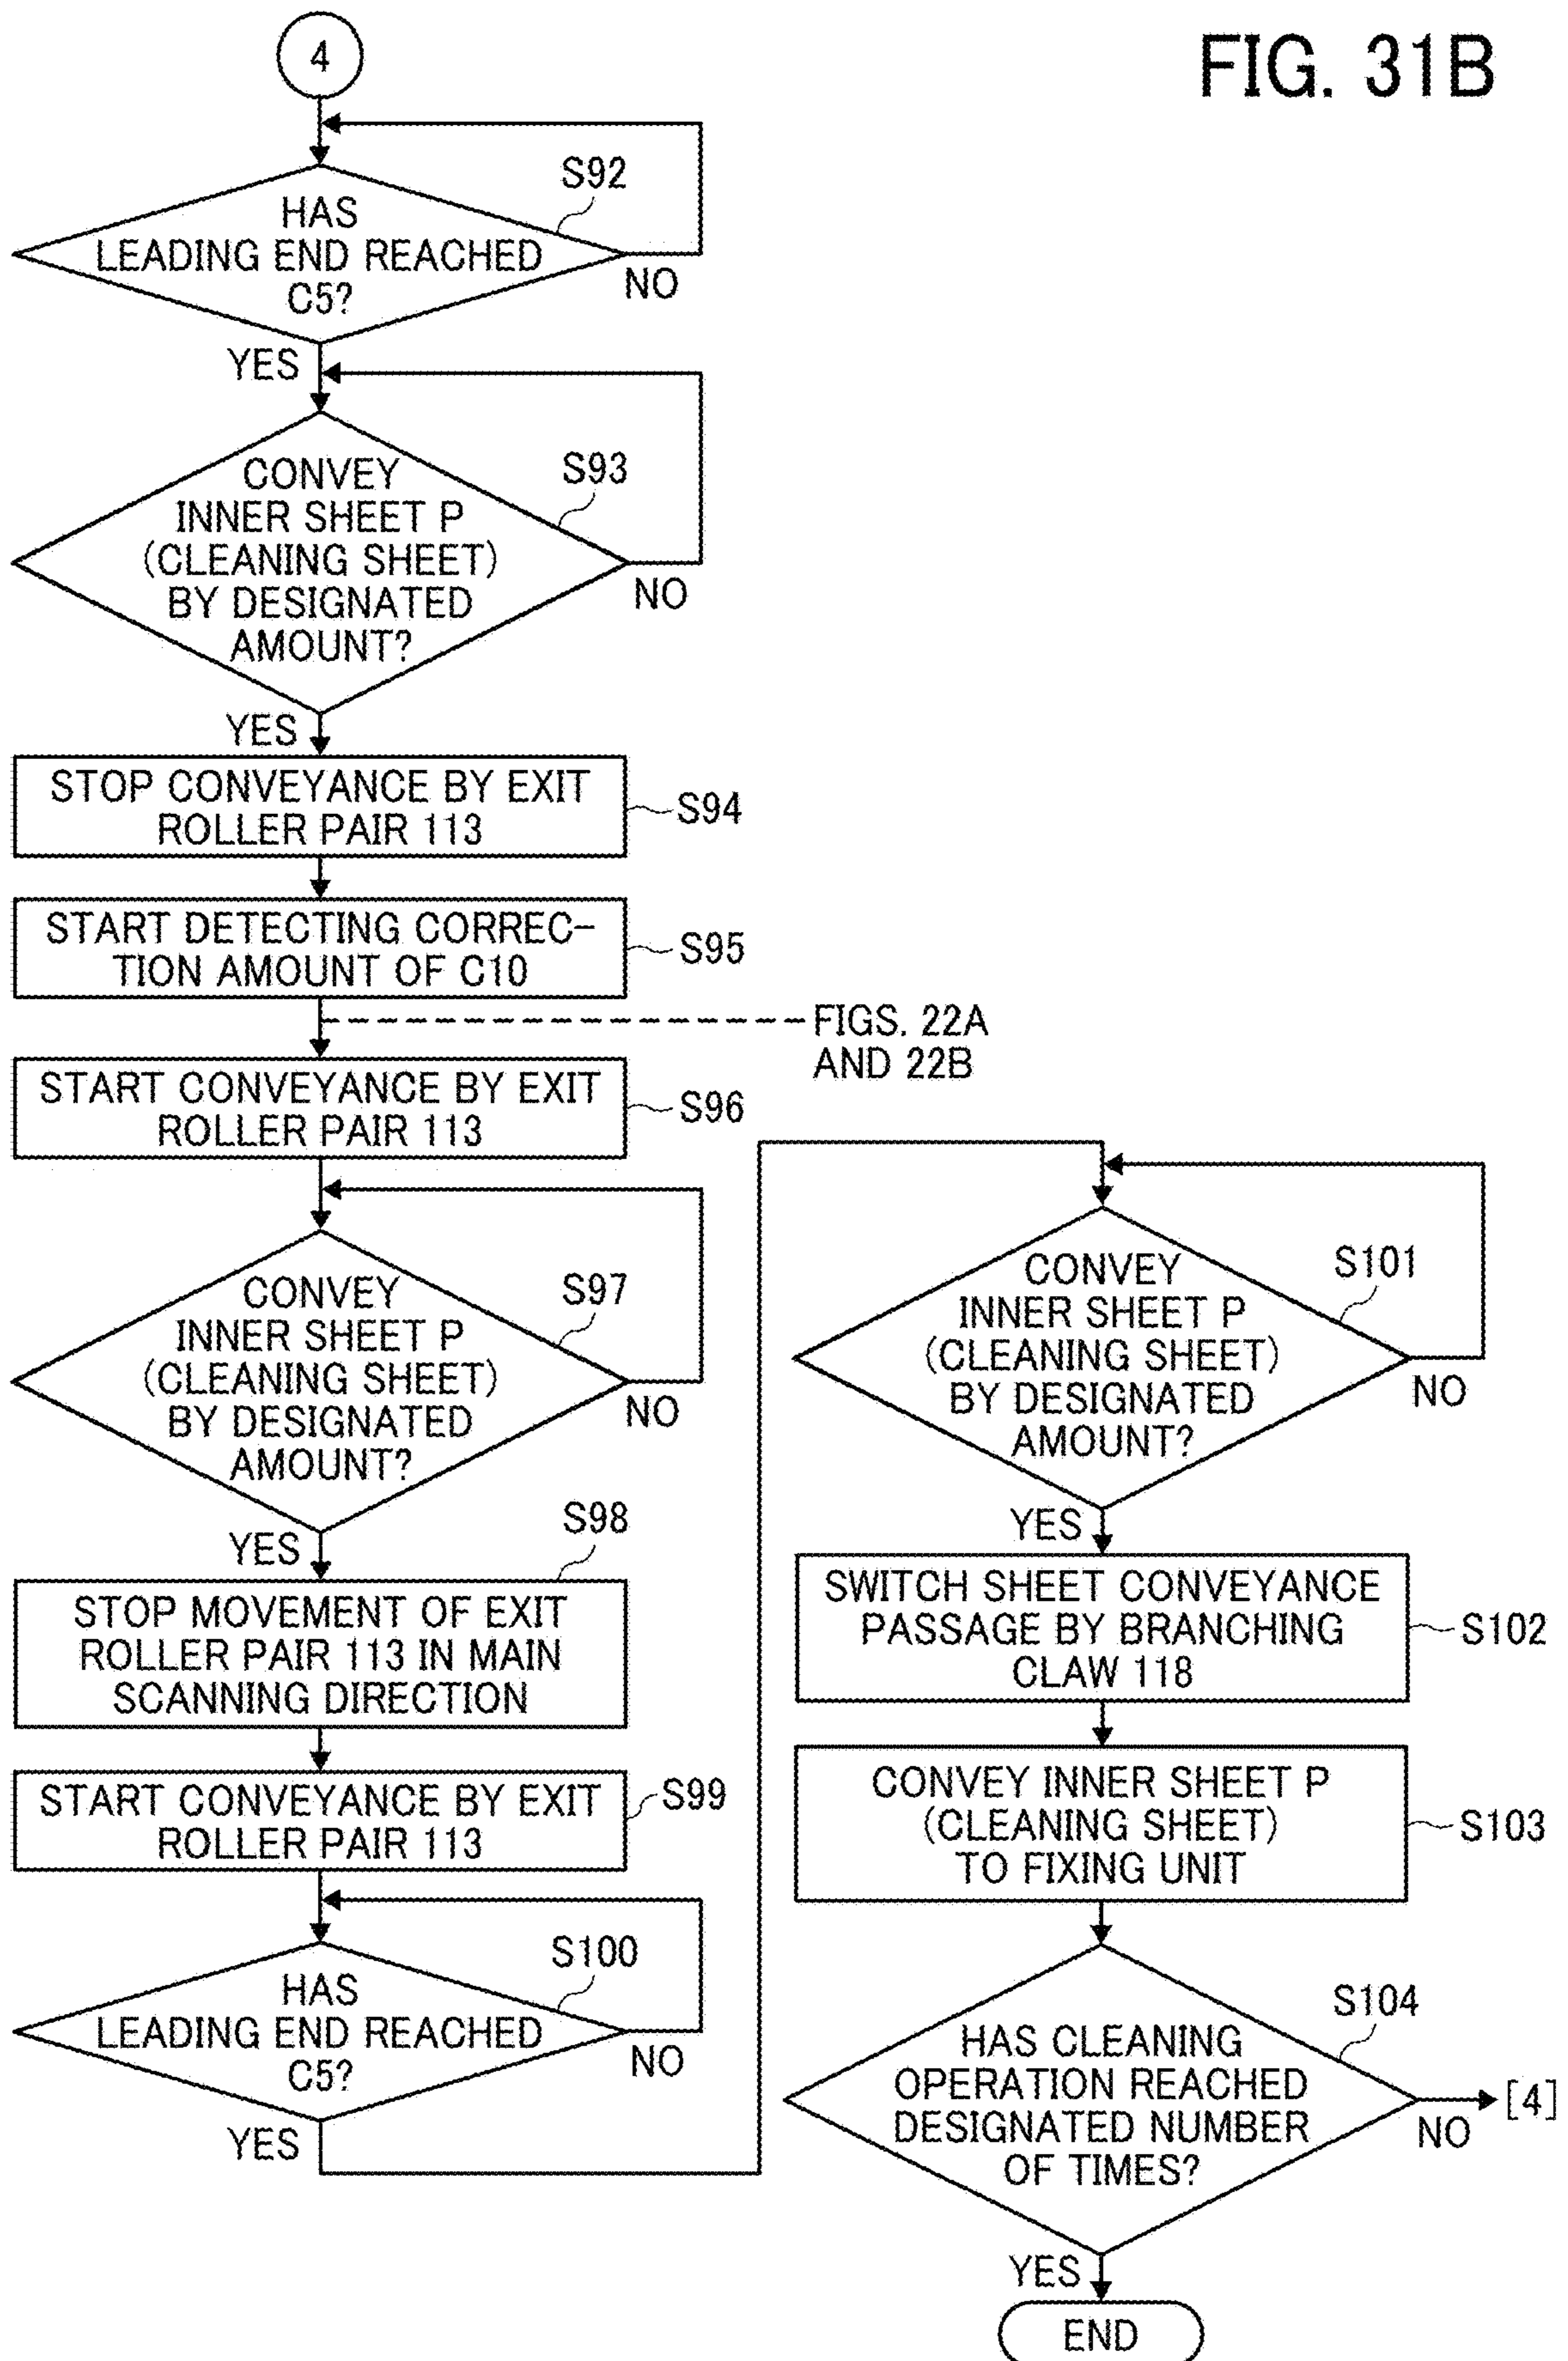 FIG. 31B
4
S92
HAS
LEADING END REACHED
C5?
NO
YES
S93
CONVEY
INNER SHEET P
(CLEANING SHEET)
BY DESIGNATED
AMOUNT?
NO
YES
STOP CONVEYANCE BY EXIT
ROLLER PAIR 113
S94
START DETECTING CORREC-
TION AMOUNT OF C10
S95
FIGS. 22A
AND 22B
START CONVEYANCE BY EXIT
ROLLER PAIR 113
S96
S97
CONVEY
INNER SHEET P
(CLEANING SHEET)
BY DESIGNATED
AMOUNT?
NO
YES
S98
STOP MOVEMENT OF EXIT
ROLLER PAIR 113 IN MAIN
SCANNING DIRECTION
START CONVEYANCE BY EXIT
ROLLER PAIR 113
S99
S100
HAS
LEADING END REACHED
C5?
NO
YES
S101
CONVEY
INNER SHEET P
(CLEANING SHEET)
BY DESIGNATED
AMOUNT?
NO
YES
SWITCH SHEET CONVEYANCE
PASSAGE BY BRANCHING
CLAW 118
S102
CONVEY INNER SHEET P
(CLEANING SHEET)
TO FIXING UNIT
S103
S104
HAS CLEANING
OPERATION REACHED
DESIGNATED NUMBER
OF TIMES?
NO
[4]
YES
END